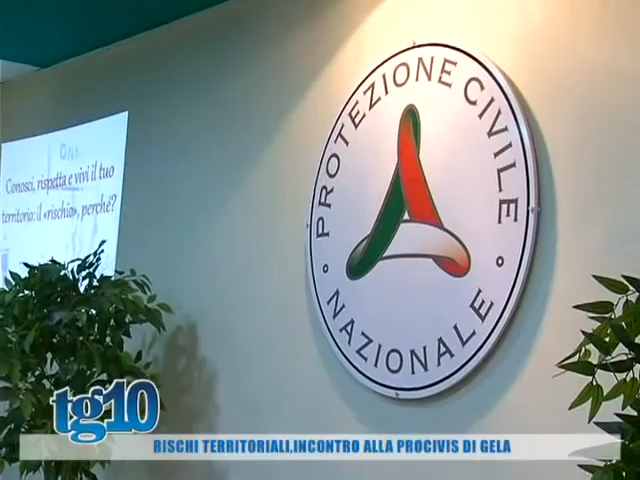 Conosci, rispetta e vivi il tuo
territorio: il «rischio», perché?
PROTEZIONE CIVILE
NAZIONALE
tg10
RISCHI TERRITORIALI,INCONTRO ALLA PROCIVIS DI GELA